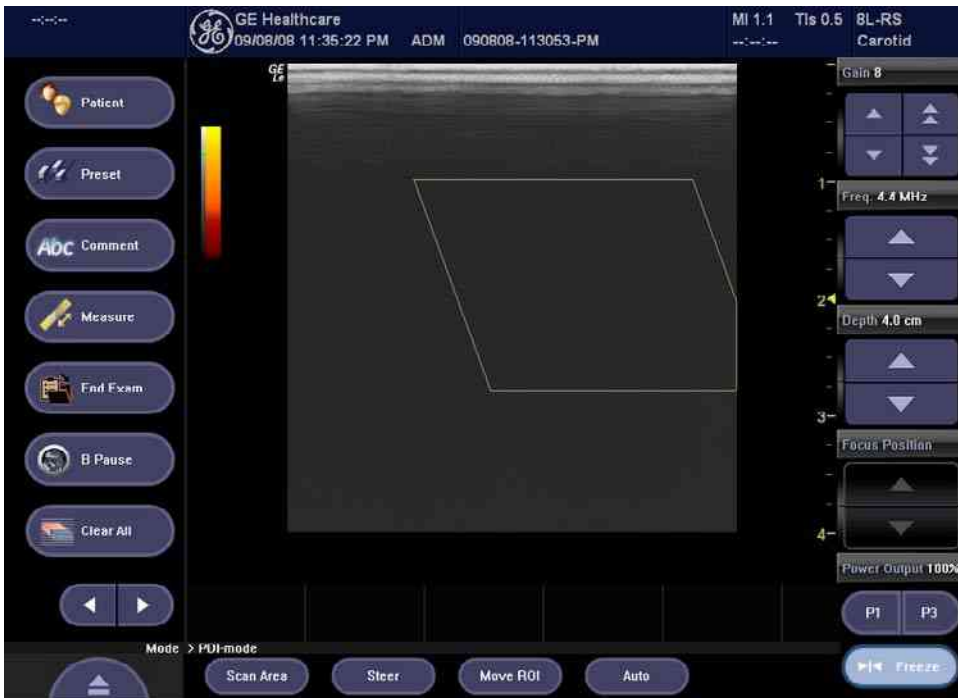 --:--:--
GE Healthcare
MI 1.1 TIs 0.5 8L-RS
09/08/08 11:35:22 PM ADM 090808-113053-PM
--:--:-- Carotid
GE
L*
Gain 8
Patient
Preset
1
Freq. 4.4 MHz
Abc Comment
2
Measure
Depth 4.0 cm
End Exam
3
Focus Position
B Pause
Clear All
4
Power Output 100%
P1 P3
Mode > PDI-mode
Scan Area Steer Move ROI Auto
Freeze